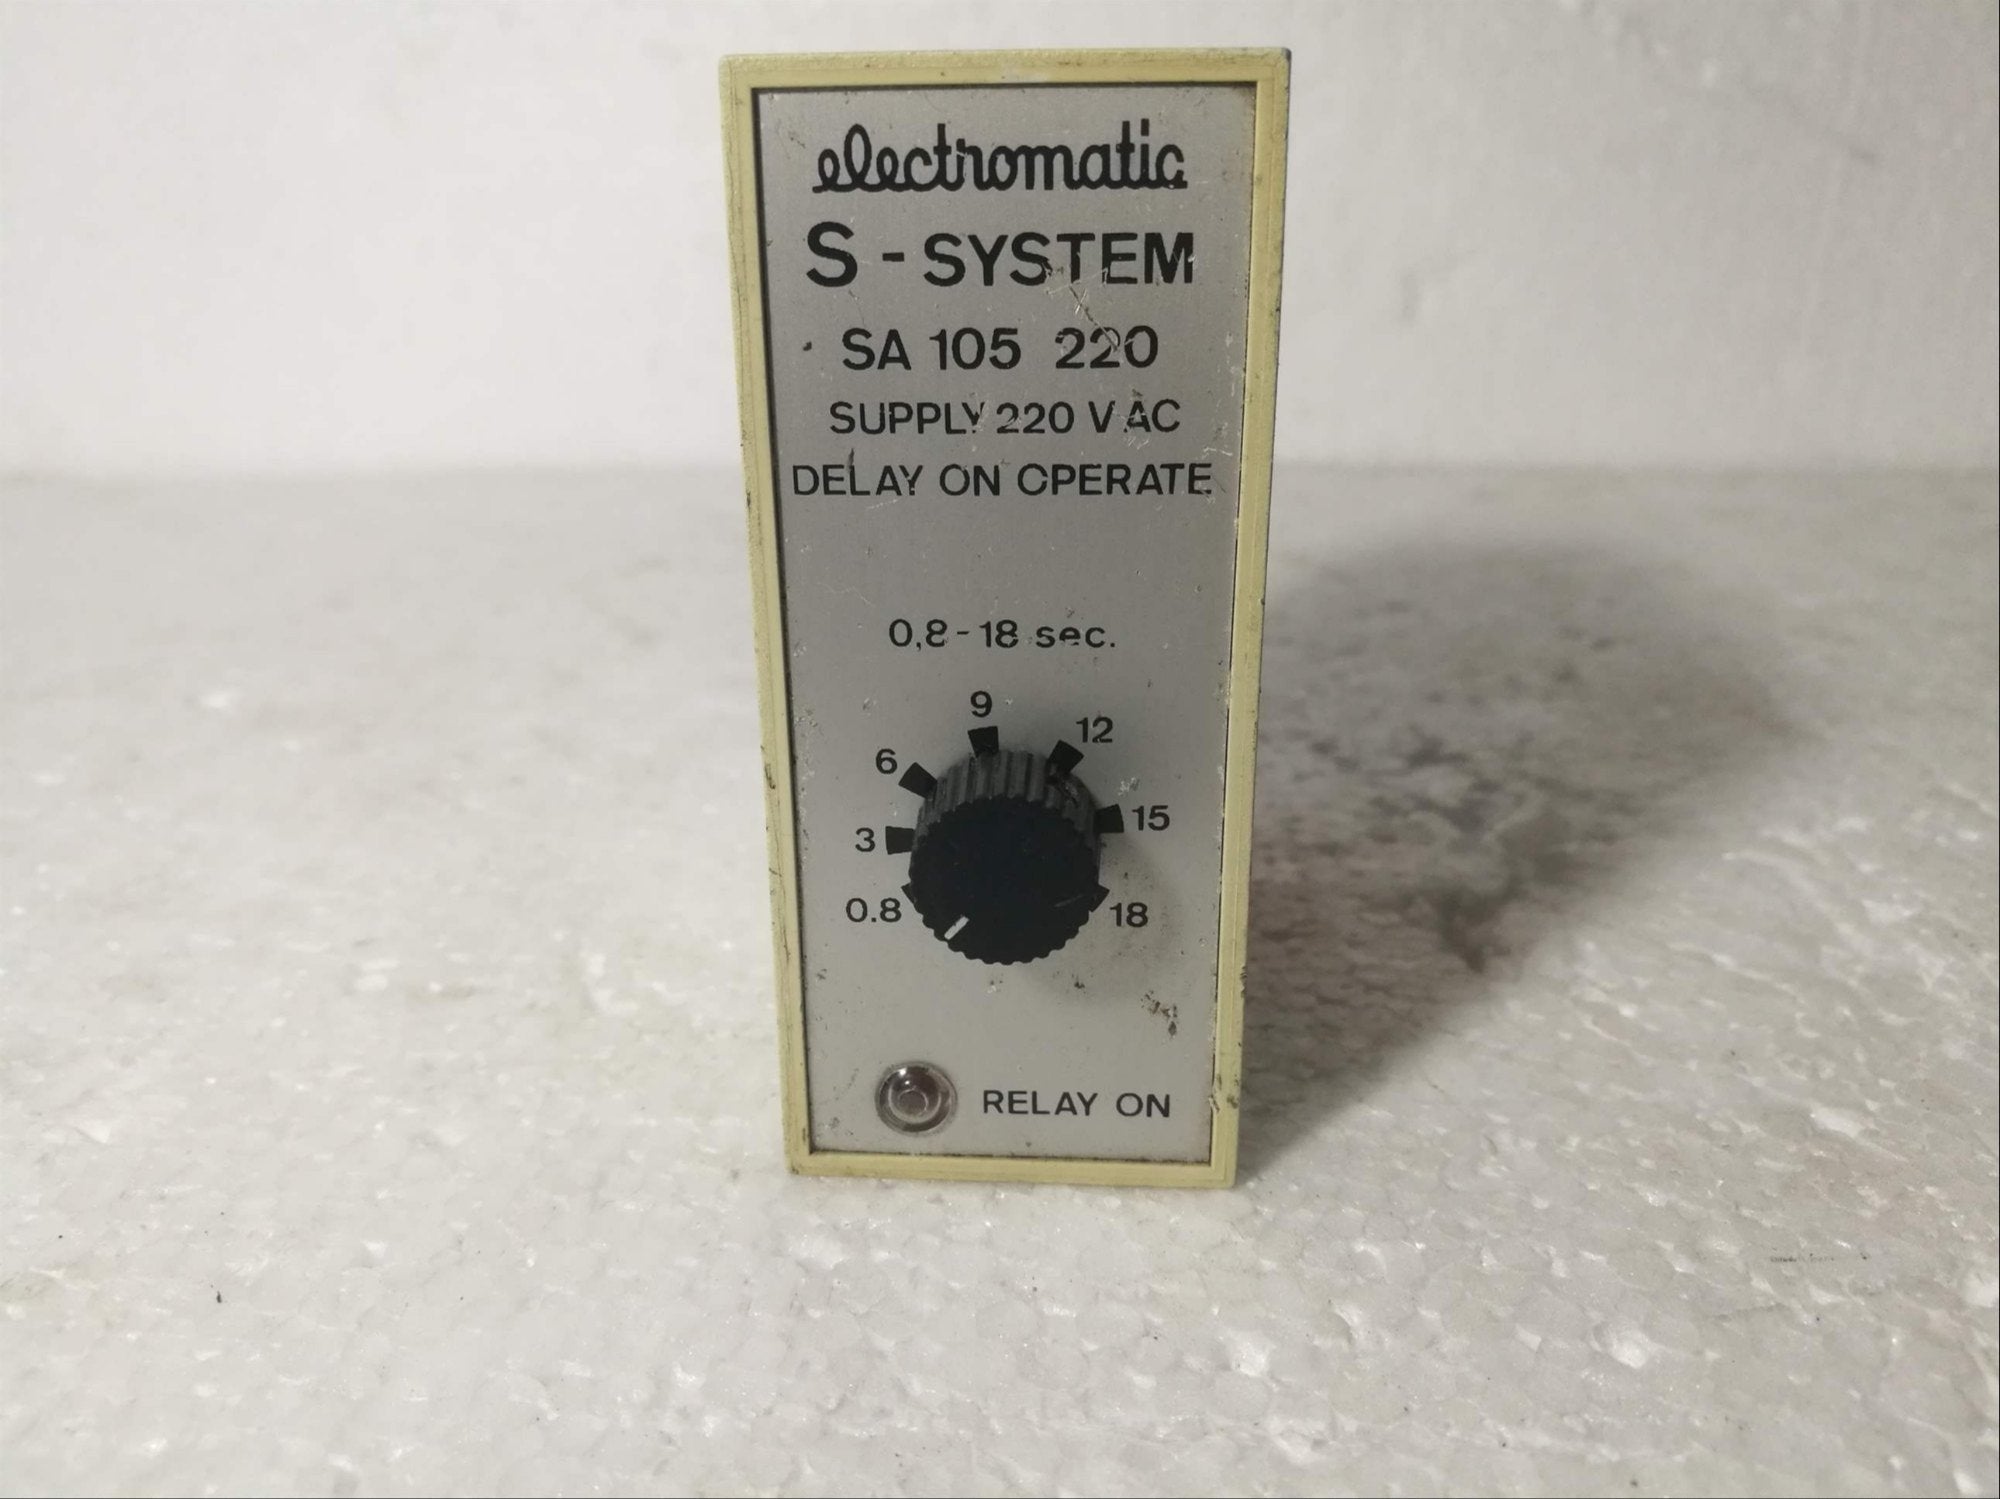 electromatic
S - SYSTEM
SA 105 220
SUPPLY 220 V AC
DELAY ON OPERATE
0,8 - 18 sec.
9
12
6
15
3
0.8
18
RELAY ON